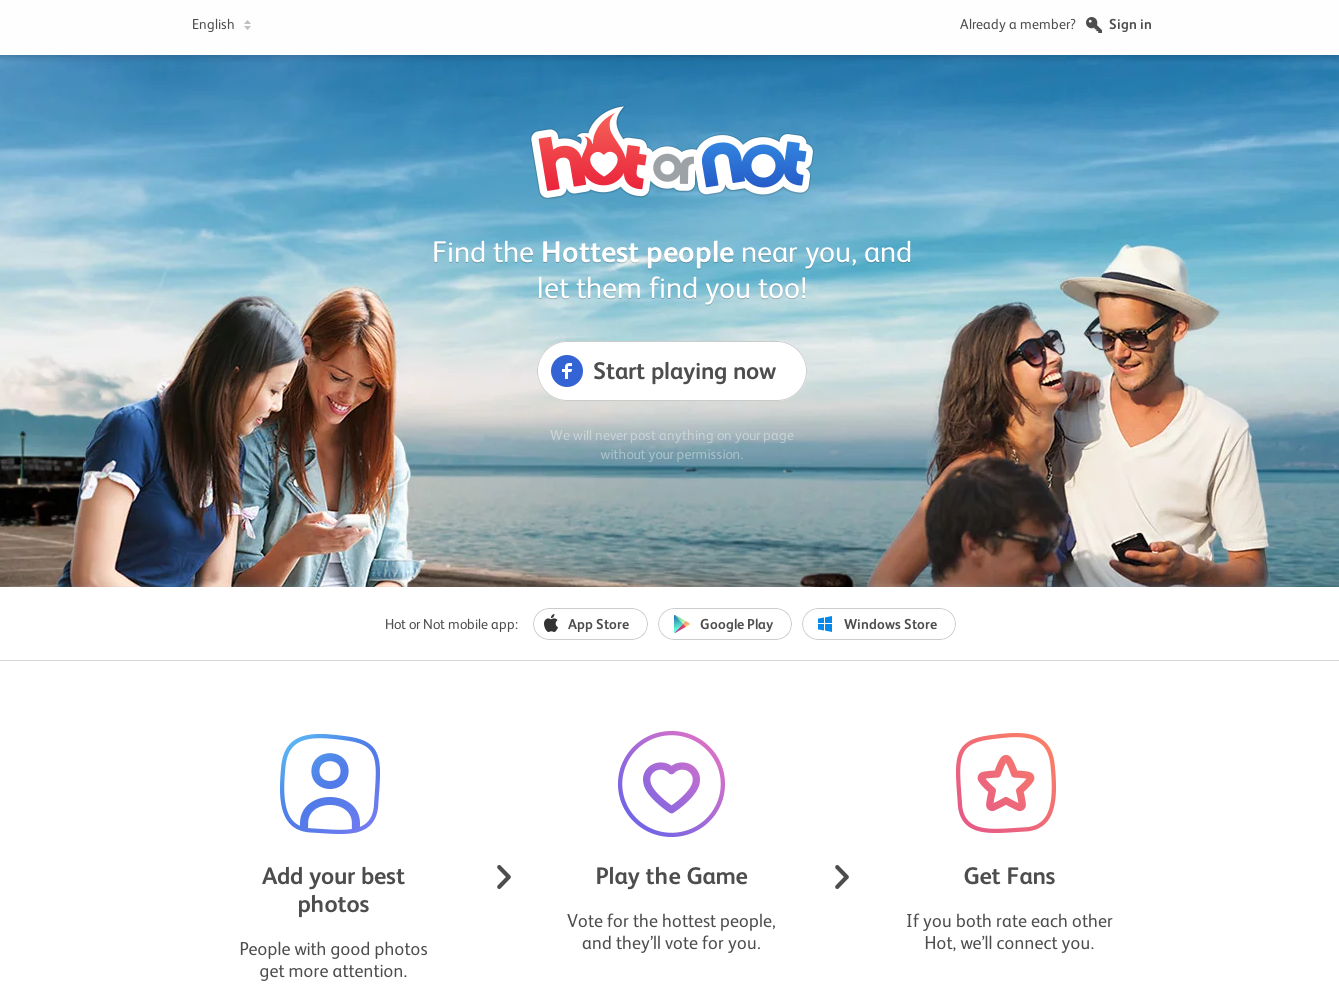 English
Already a member? Sign in
hot or not
Find the Hottest people near you, and
let them find you too!
f Start playing now
We will never post anything on your page
without your permission.
Hot or Not mobile app: App Store Google Play Windows Store
Add your best
photos
People with good photos
get more attention.
Play the Game
Vote for the hottest people,
and they’ll vote for you.
Get Fans
If you both rate each other
Hot, we’ll connect you.